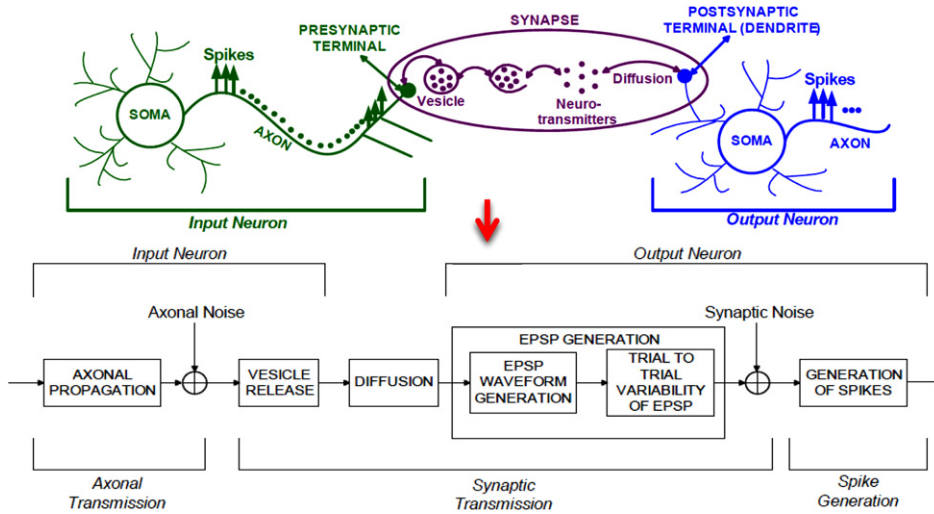 SYNAPSE
PRESYNAPTIC
TERMINAL
POSTSYNAPTIC
TERMINAL (DENDRITE)
Spikes
SOMA
AXON
Vesicle
Neuro-
transmitters
Diffusion
Spikes
SOMA
AXON
Input Neuron
Output Neuron
Input Neuron
Output Neuron
Axonal Noise
Synaptic Noise
AXONAL
PROPAGATION
VESICLE
RELEASE
DIFFUSION
EPSP GENERATION
EPSP
WAVEFORM
GENERATION
TRIAL TO
TRIAL
VARIABILITY
OF EPSP
GENERATION
OF SPIKES
Axonal
Transmission
Synaptic
Transmission
Spike
Generation